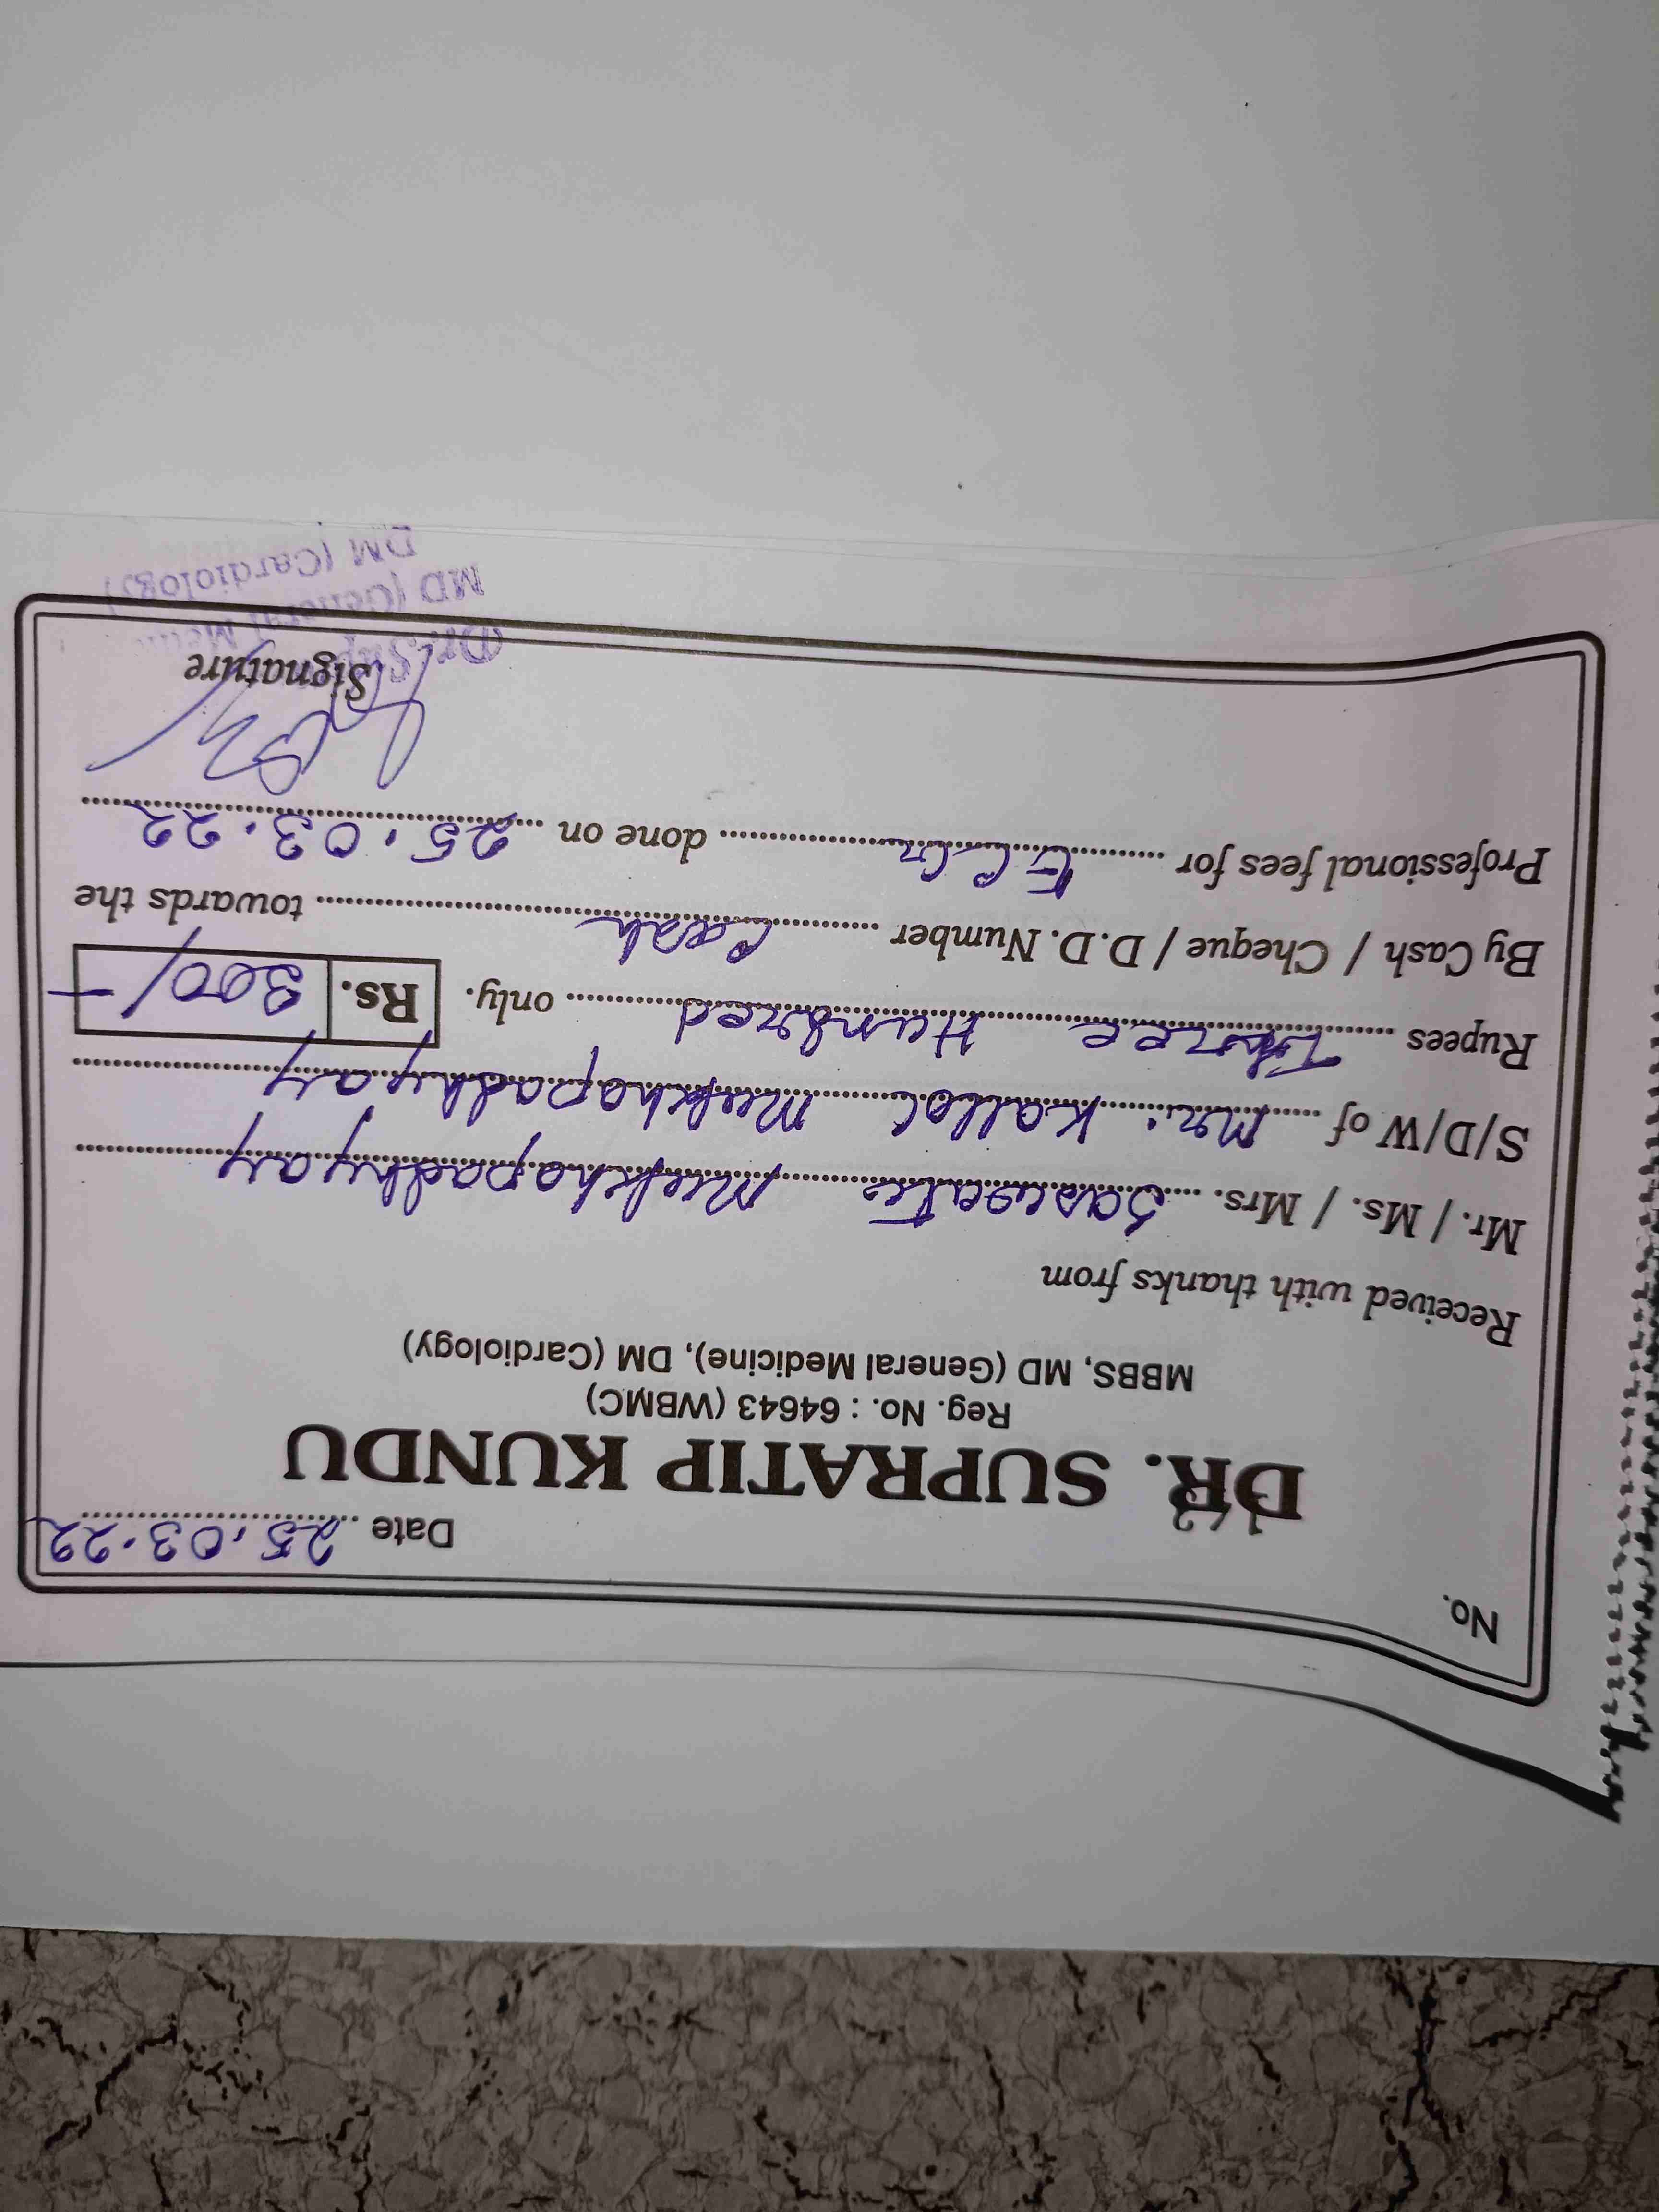 No.
Date 25.03.22
163
DR. SUPRATIP KUNDU
Reg. No. : 64643 (WBMC)
MBBS, MD (General Medicine), DM (Cardiology)
Received with thanks from
Mr. / Ms. / Mrs. Saswata Mukhopadhyay
S/D/W of Mr. Kallol Mukhopadhyay
Rupees Three Hundred only. Rs. 300/-
By Cash / Cheque / D.D. Number Cash towards the
Professional fees for ECG done on 25.03.22
Signature
Dr. Sup
MD (General Medi
DM (Cardiology)